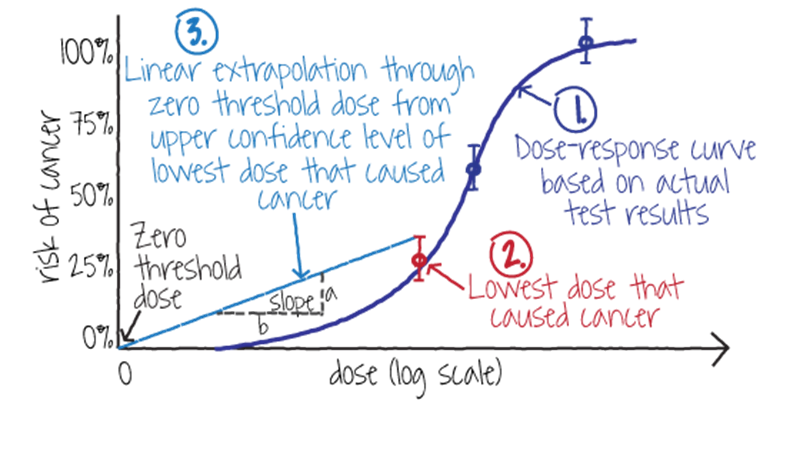 3.
Linear extrapolation through
zero threshold dose from
upper confidence level of
lowest dose that caused
cancer
1.
Dose-response curve
based on actual
test results
2.
Lowest dose that
caused cancer
Zero
threshold
dose
slope
a
b
risk of cancer
100%
75%
50%
25%
0%
0
dose (log scale)